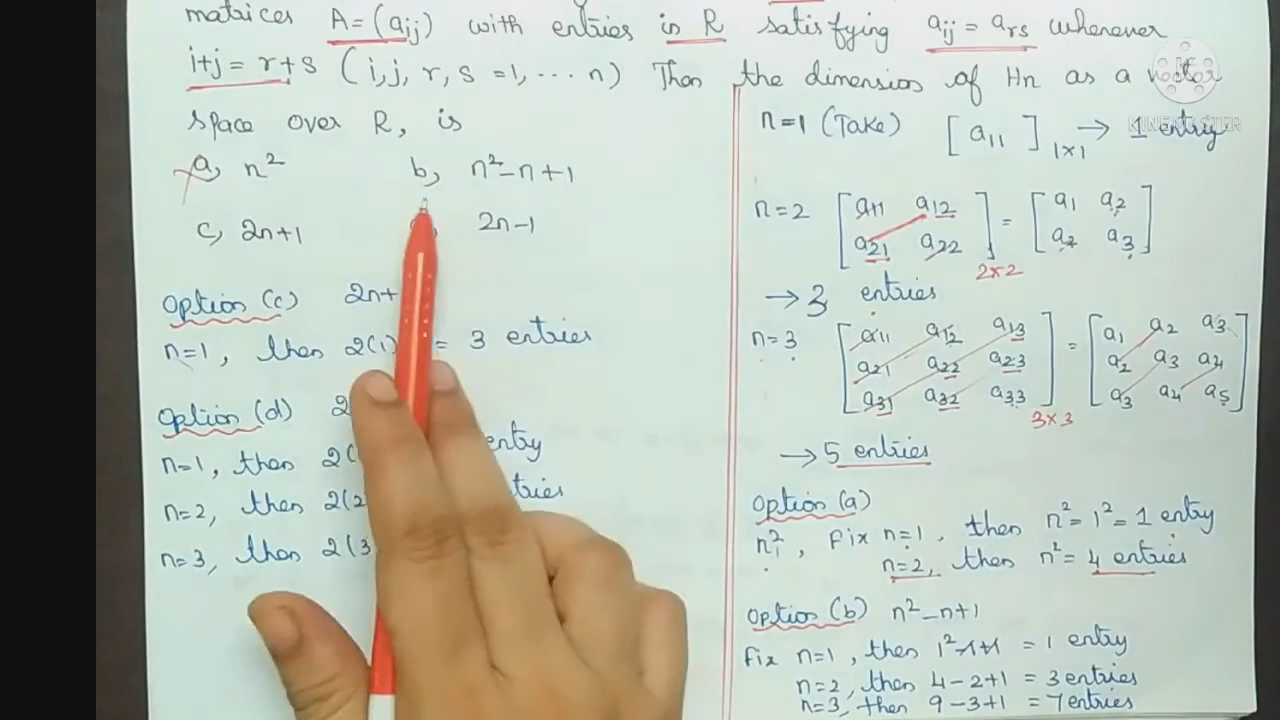 matrices A = (aij) with entries in R satisfying aij = ars whenever
i+j = r+s (i, j, r, s = 1, ... n) Then the dimension of Hn as a vector
space over R, is
a, n² b, n²-n+1
c, 2n+1 2n-1
Option (c) 2n+
n=1, then 2(1) = 3 entries
Option (d) 2
n=1, then 2( entry
n=2, then 2(2
n=3, then 2(3
n=1 (Take) [a11]1x1 → 1 entry
KINEMASTER
n=2 [a11 a12 = [a1 a2
a21 a22]2x2 a2 a3]
→ 3 entries
n=3 [a11 a12 a13 = [a1 a2 a3
a21 a22 a23 a2 a3 a4
a31 a32 a33]3x3 a3 a4 a5]
→ 5 entries
Option (a)
n², Fix n=1, then n² = 1² = 1 entry
n=2, then n² = 4 entries
Option (b) n²-n+1
Fix n=1, then 1²-1+1 = 1 entry
n=2, then 4-2+1 = 3 entries
n=3, then 9-3+1 = 7 entries